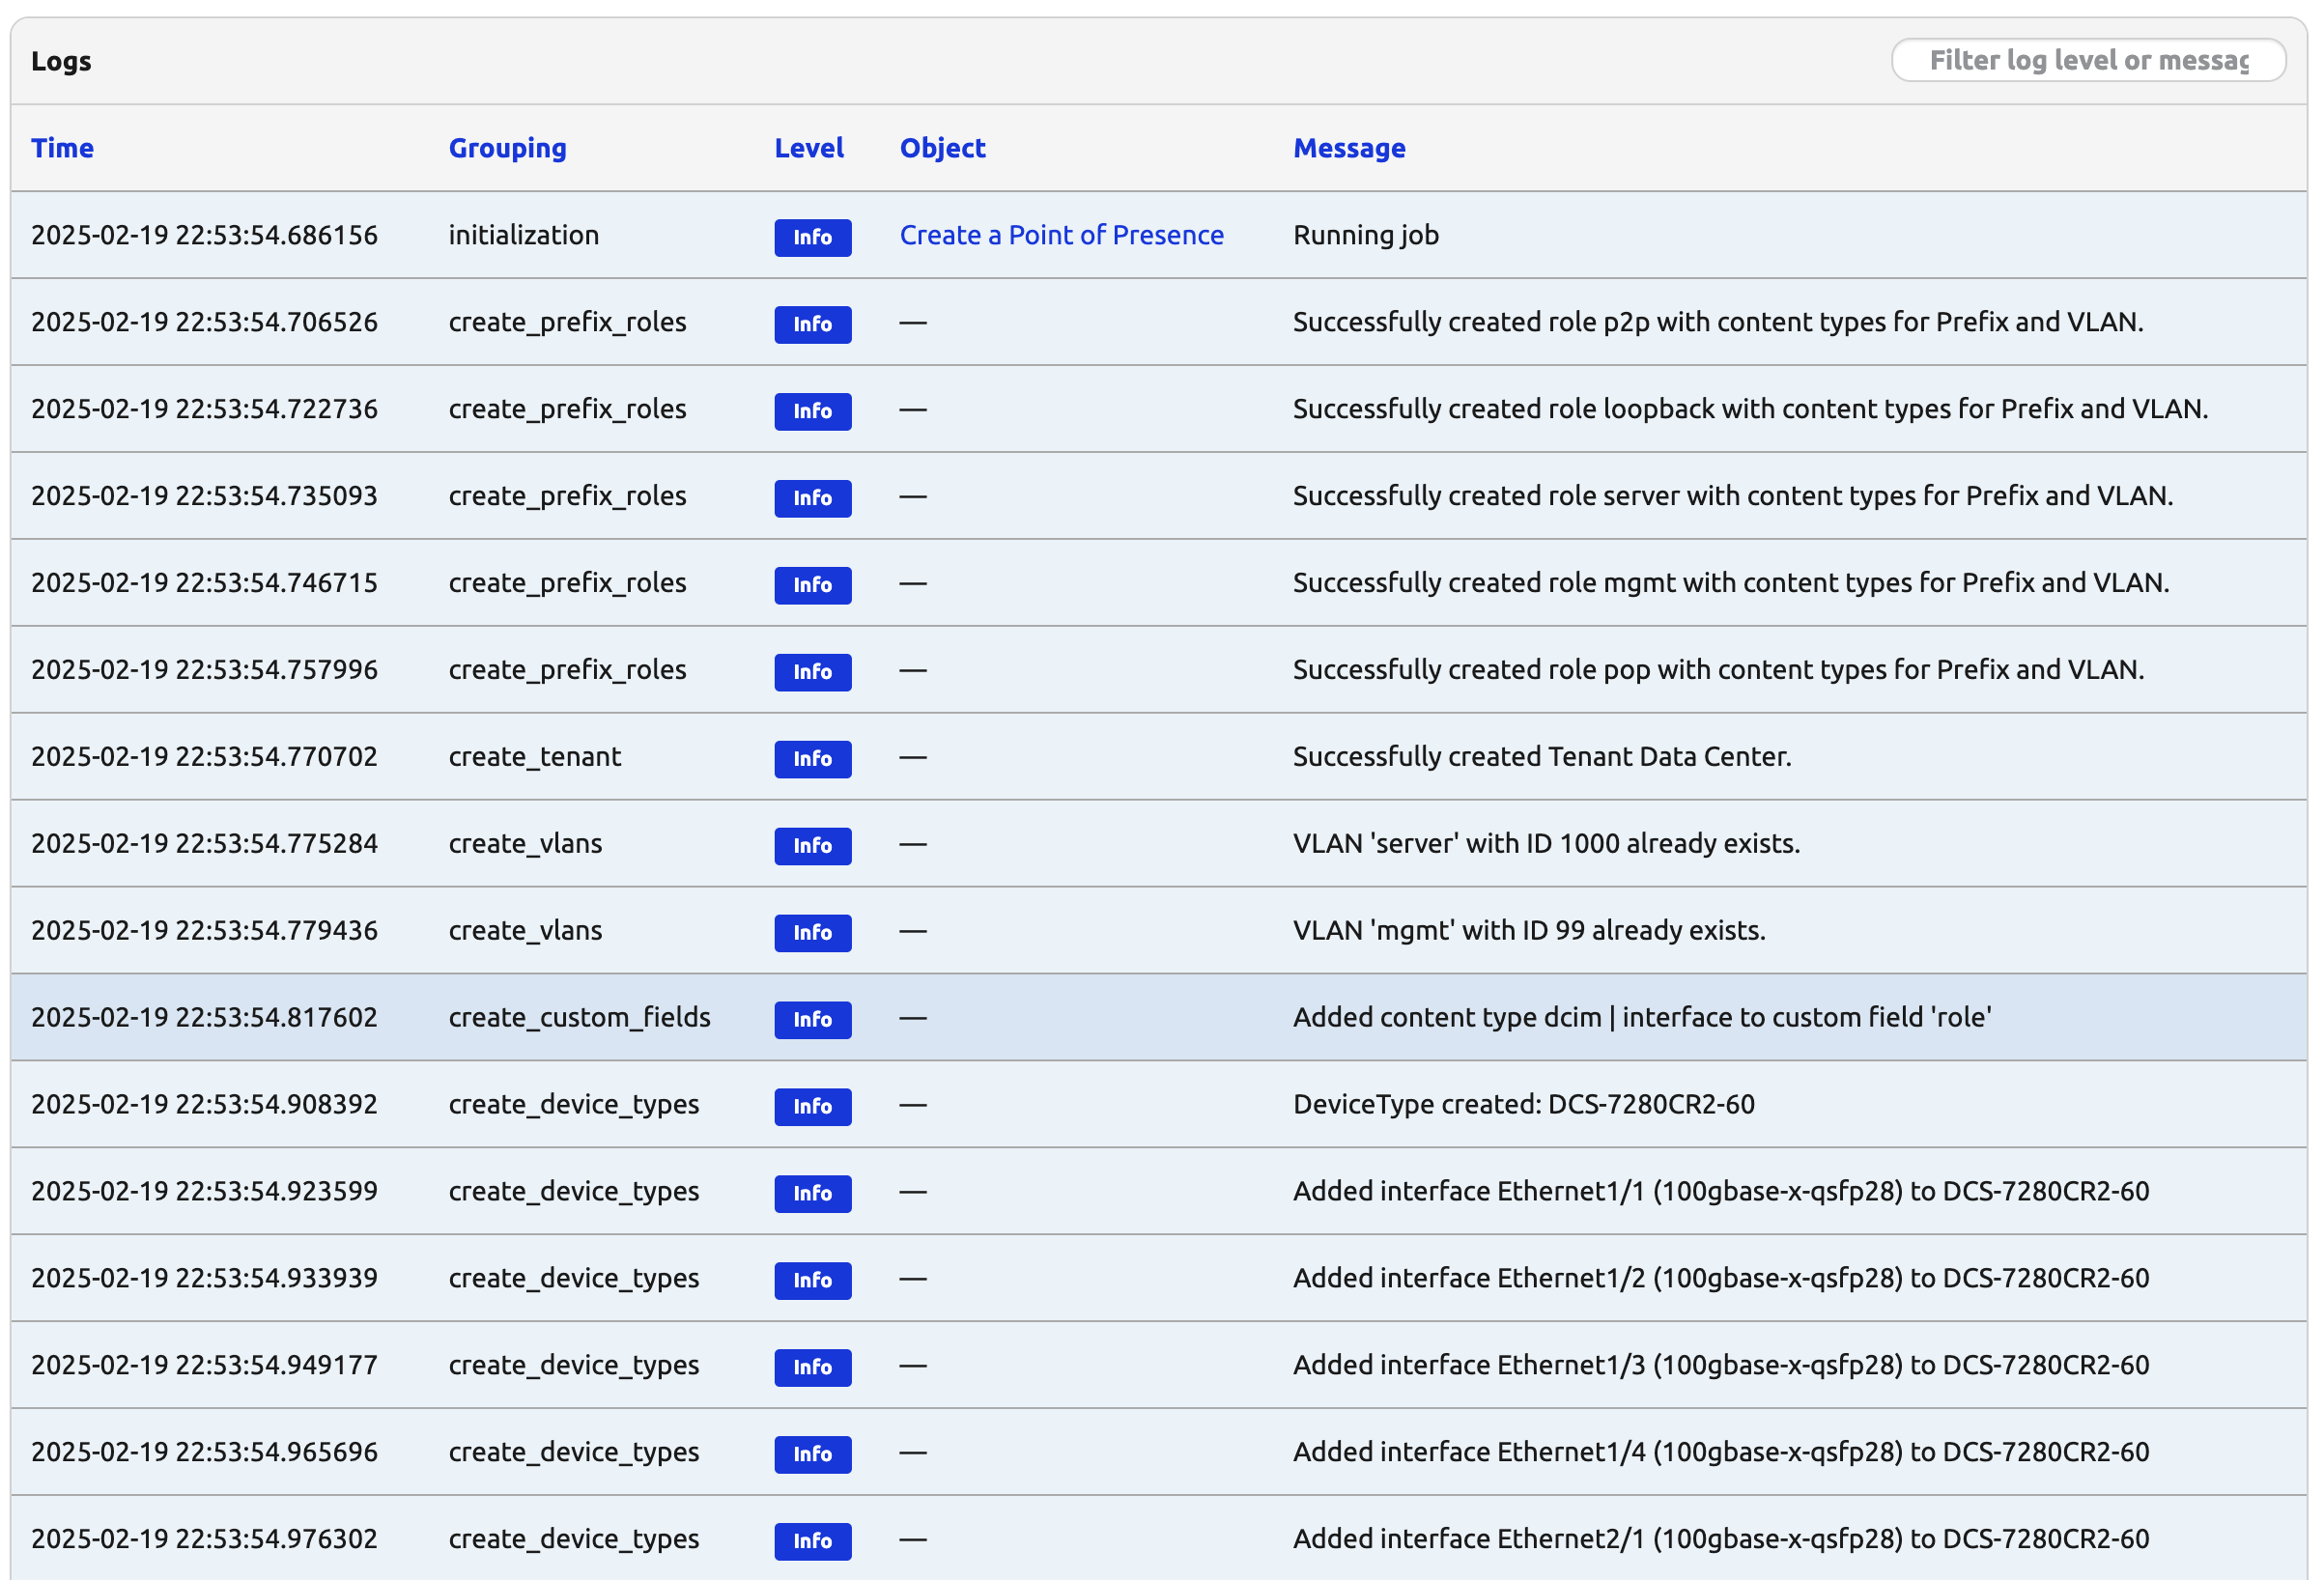 Logs Filter log level or messag
Time Grouping Level Object Message
2025-02-19 22:53:54.686156 initialization Info Create a Point of Presence Running job
2025-02-19 22:53:54.706526 create_prefix_roles Info — Successfully created role p2p with content types for Prefix and VLAN.
2025-02-19 22:53:54.722736 create_prefix_roles Info — Successfully created role loopback with content types for Prefix and VLAN.
2025-02-19 22:53:54.735093 create_prefix_roles Info — Successfully created role server with content types for Prefix and VLAN.
2025-02-19 22:53:54.746715 create_prefix_roles Info — Successfully created role mgmt with content types for Prefix and VLAN.
2025-02-19 22:53:54.757996 create_prefix_roles Info — Successfully created role pop with content types for Prefix and VLAN.
2025-02-19 22:53:54.770702 create_tenant Info — Successfully created Tenant Data Center.
2025-02-19 22:53:54.775284 create_vlans Info — VLAN 'server' with ID 1000 already exists.
2025-02-19 22:53:54.779436 create_vlans Info — VLAN 'mgmt' with ID 99 already exists.
2025-02-19 22:53:54.817602 create_custom_fields Info — Added content type dcim | interface to custom field 'role'
2025-02-19 22:53:54.908392 create_device_types Info — DeviceType created: DCS-7280CR2-60
2025-02-19 22:53:54.923599 create_device_types Info — Added interface Ethernet1/1 (100gbase-x-qsfp28) to DCS-7280CR2-60
2025-02-19 22:53:54.933939 create_device_types Info — Added interface Ethernet1/2 (100gbase-x-qsfp28) to DCS-7280CR2-60
2025-02-19 22:53:54.949177 create_device_types Info — Added interface Ethernet1/3 (100gbase-x-qsfp28) to DCS-7280CR2-60
2025-02-19 22:53:54.965696 create_device_types Info — Added interface Ethernet1/4 (100gbase-x-qsfp28) to DCS-7280CR2-60
2025-02-19 22:53:54.976302 create_device_types Info — Added interface Ethernet2/1 (100gbase-x-qsfp28) to DCS-7280CR2-60